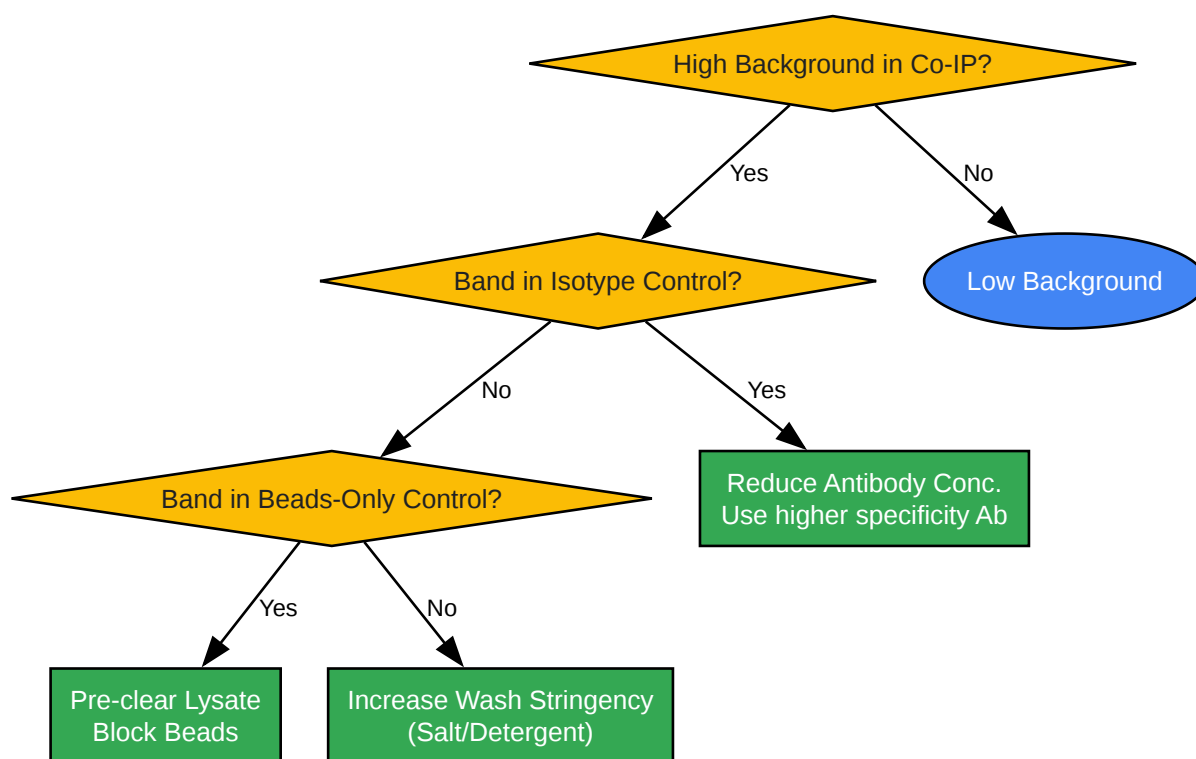 High Background in Co-IP?
Yes
No
Band in Isotype Control?
Low Background
No
Yes
Band in Beads-Only Control?
Reduce Antibody Conc.
Use higher specificity Ab
Yes
No
Pre-clear Lysate
Block Beads
Increase Wash Stringency
(Salt/Detergent)